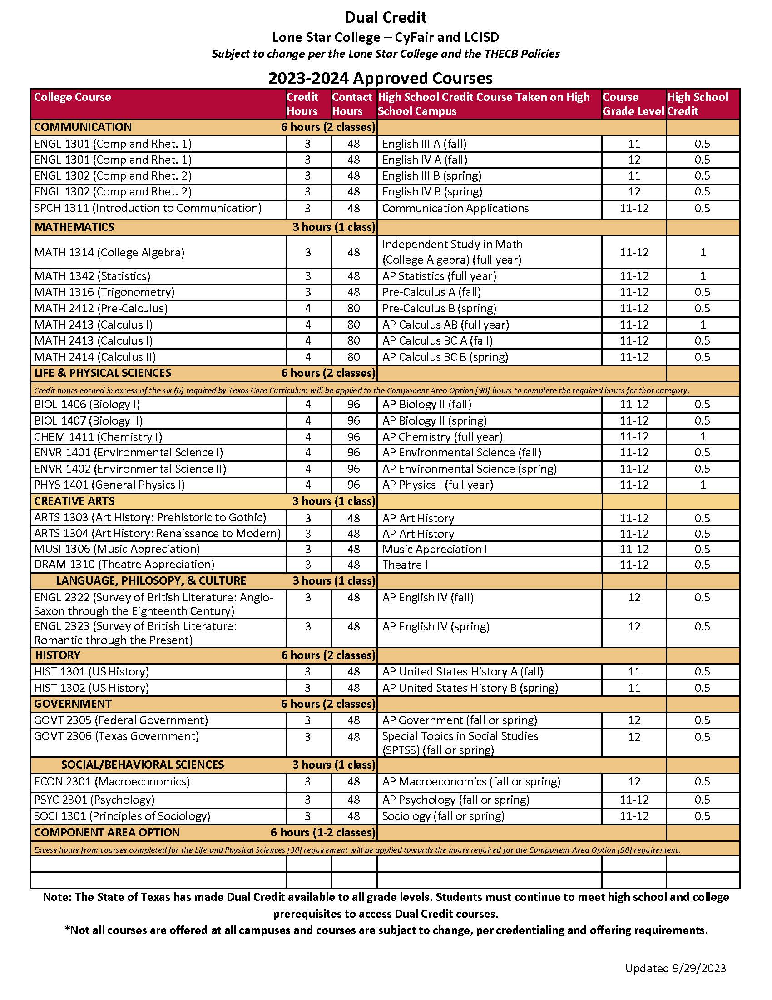 Dual Credit
Lone Star College – CyFair and LCISD
Subject to change per the Lone Star College and the THECB Policies
2023-2024 Approved Courses
College Course Credit Hours Contact Hours High School Credit Course Taken on High School Campus Course Grade Level High School Credit
COMMUNICATION 6 hours (2 classes)
ENGL 1301 (Comp and Rhet. 1) 3 48 English III A (fall) 11 0.5
ENGL 1301 (Comp and Rhet. 1) 3 48 English IV A (fall) 12 0.5
ENGL 1302 (Comp and Rhet. 2) 3 48 English III B (spring) 11 0.5
ENGL 1302 (Comp and Rhet. 2) 3 48 English IV B (spring) 12 0.5
SPCH 1311 (Introduction to Communication) 3 48 Communication Applications 11-12 0.5
MATHEMATICS 3 hours (1 class)
MATH 1314 (College Algebra) 3 48 Independent Study in Math (College Algebra) (full year) 11-12 1
MATH 1342 (Statistics) 3 48 AP Statistics (full year) 11-12 1
MATH 1316 (Trigonometry) 3 48 Pre-Calculus A (fall) 11-12 0.5
MATH 2412 (Pre-Calculus) 4 80 Pre-Calculus B (spring) 11-12 0.5
MATH 2413 (Calculus I) 4 80 AP Calculus AB (full year) 11-12 1
MATH 2413 (Calculus I) 4 80 AP Calculus BC A (fall) 11-12 0.5
MATH 2414 (Calculus II) 4 80 AP Calculus BC B (spring) 11-12 0.5
LIFE & PHYSICAL SCIENCES 6 hours (2 classes)
Credit hours earned in excess of the six (6) required by Texas Core Curriculum will be applied to the Component Area Option [90] hours to complete the required hours for that category.
BIOL 1406 (Biology I) 4 96 AP Biology II (fall) 11-12 0.5
BIOL 1407 (Biology II) 4 96 AP Biology II (spring) 11-12 0.5
CHEM 1411 (Chemistry I) 4 96 AP Chemistry (full year) 11-12 1
ENVR 1401 (Environmental Science I) 4 96 AP Environmental Science (fall) 11-12 0.5
ENVR 1402 (Environmental Science II) 4 96 AP Environmental Science (spring) 11-12 0.5
PHYS 1401 (General Physics I) 4 96 AP Physics I (full year) 11-12 1
CREATIVE ARTS 3 hours (1 class)
ARTS 1303 (Art History: Prehistoric to Gothic) 3 48 AP Art History 11-12 0.5
ARTS 1304 (Art History: Renaissance to Modern) 3 48 AP Art History 11-12 0.5
MUSI 1306 (Music Appreciation) 3 48 Music Appreciation I 11-12 0.5
DRAM 1310 (Theatre Appreciation) 3 48 Theatre I 11-12 0.5
LANGUAGE, PHILOSOPY, & CULTURE 3 hours (1 class)
ENGL 2322 (Survey of British Literature: Anglo- 3 48 AP English IV (fall) 12 0.5
Saxon through the Eighteenth Century)
ENGL 2323 (Survey of British Literature: 3 48 AP English IV (spring) 12 0.5
Romantic through the Present)
HISTORY 6 hours (2 classes)
HIST 1301 (US History) 3 48 AP United States History A (fall) 11 0.5
HIST 1302 (US History) 3 48 AP United States History B (spring) 11 0.5
GOVERNMENT 6 hours (2 classes)
GOVT 2305 (Federal Government) 3 48 AP Government (fall or spring) 12 0.5
GOVT 2306 (Texas Government) 3 48 Special Topics in Social Studies 12 0.5
(SPTSS) (fall or spring)
SOCIAL/BEHAVIORAL SCIENCES 3 hours (1 class)
ECON 2301 (Macroeconomics) 3 48 AP Macroeconomics (fall or spring) 12 0.5
PSYC 2301 (Psychology) 3 48 AP Psychology (fall or spring) 11-12 0.5
SOCI 1301 (Principles of Sociology) 3 48 Sociology (fall or spring) 11-12 0.5
COMPONENT AREA OPTION 6 hours (1-2 classes)
Excess hours from courses completed for the Life and Physical Sciences [30] requirement will be applied towards the hours required for the Component Area Option [90] requirement.
Note: The State of Texas has made Dual Credit available to all grade levels. Students must continue to meet high school and college
prerequisites to access Dual Credit courses.
*Not all courses are offered at all campuses and courses are subject to change, per credentialing and offering requirements.
Updated 9/29/2023